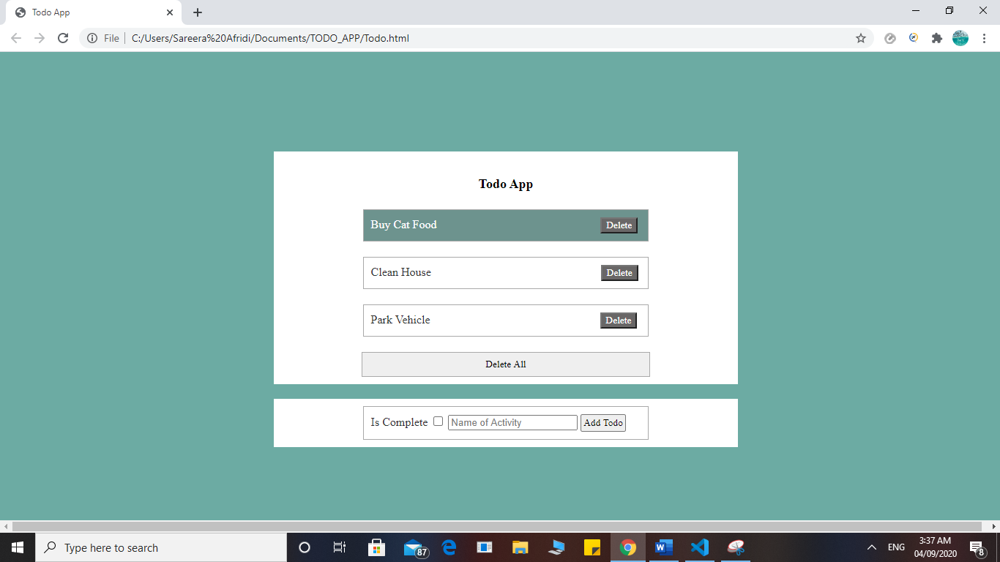 Todo App
File C:/Users/Sareera%20Afridi/Documents/TODO_APP/Todo.html
Todo App
Buy Cat Food Delete
Clean House Delete
Park Vehicle Delete
Delete All
Is Complete Name of Activity Add Todo
Type here to search 87 W ENG 3:37 AM
04/09/2020 8